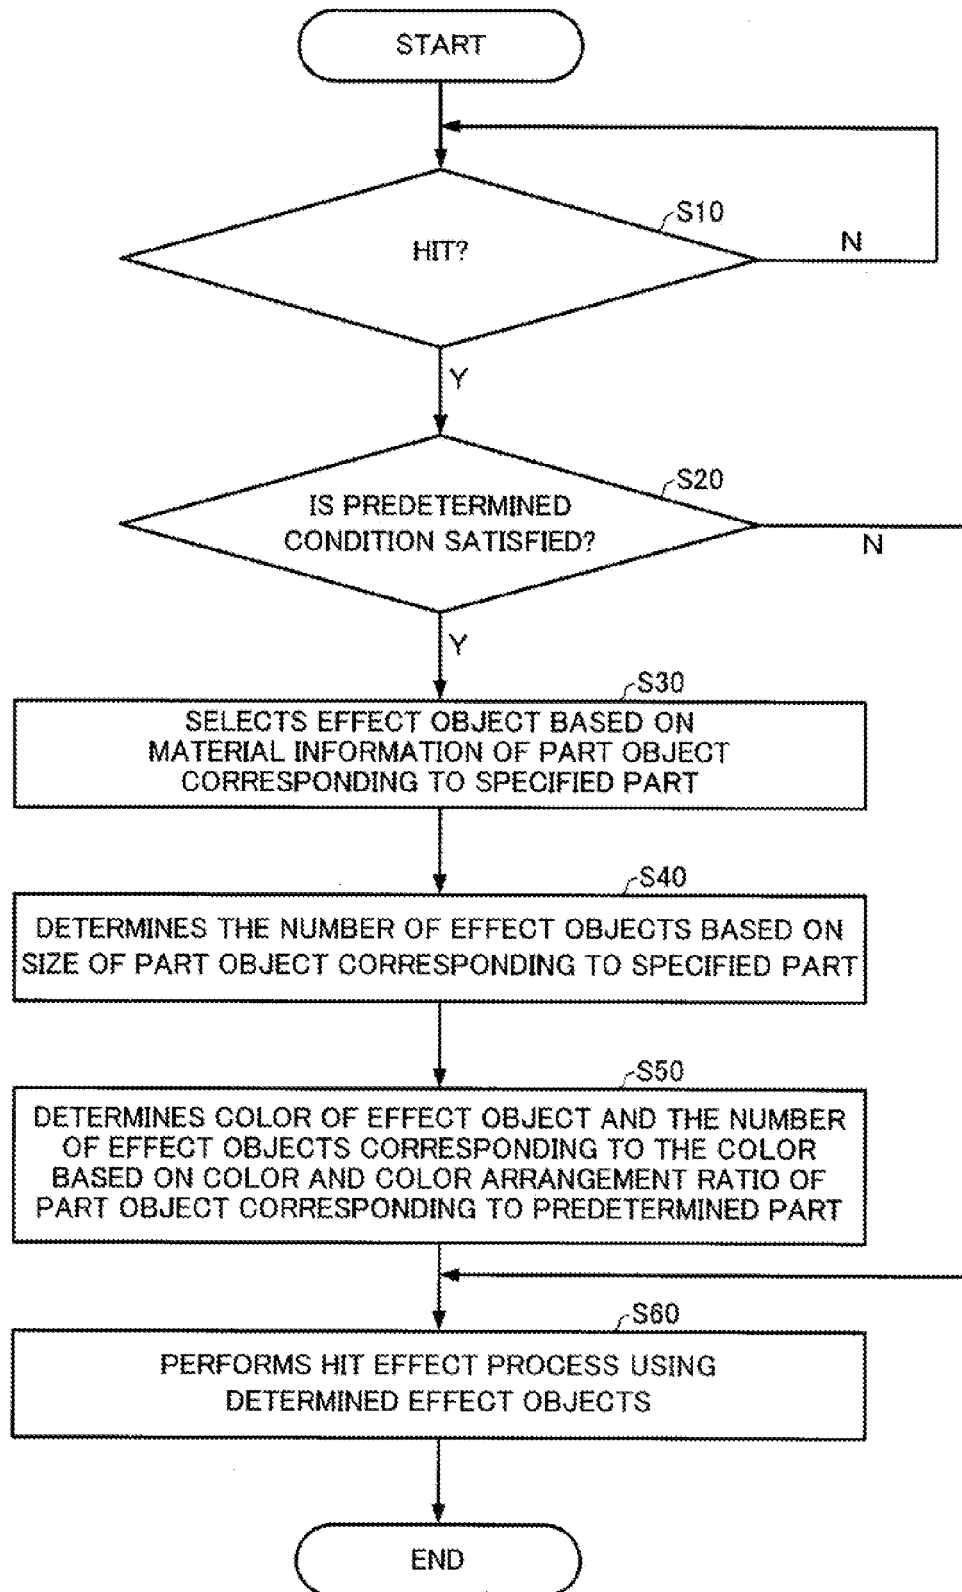 START
S10
HIT?
N
Y
S20
IS PREDETERMINED
CONDITION SATISFIED?
N
Y
S30
SELECTS EFFECT OBJECT BASED ON
MATERIAL INFORMATION OF PART OBJECT
CORRESPONDING TO SPECIFIED PART
S40
DETERMINES THE NUMBER OF EFFECT OBJECTS BASED ON
SIZE OF PART OBJECT CORRESPONDING TO SPECIFIED PART
S50
DETERMINES COLOR OF EFFECT OBJECT AND THE NUMBER
OF EFFECT OBJECTS CORRESPONDING TO THE COLOR
BASED ON COLOR AND COLOR ARRANGEMENT RATIO OF
PART OBJECT CORRESPONDING TO PREDETERMINED PART
S60
PERFORMS HIT EFFECT PROCESS USING
DETERMINED EFFECT OBJECTS
END